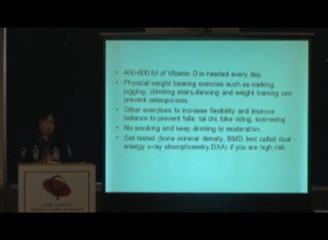 • 400-600 IU of Vitamin D is needed every day.
• Physical weight bearing exercise such as walking,
jogging, climbing stairs,dancing and weight training can
prevent osteoporosis.
• Other exercises to increase flexibility and improve
balance to prevent falls: tai chi, bike riding, swimming
• No smoking and keep drinking to moderation.
• Get tested (bone mineral density, BMD, test called dual -
energy x-ray absorptiometry,DXA) if you are high risk.